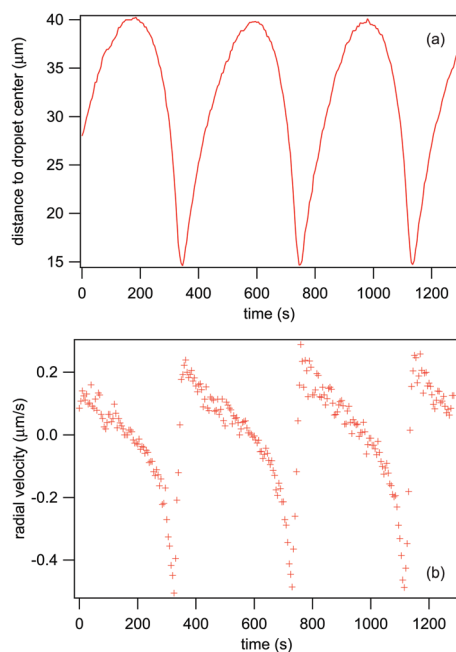 40
(a)
35
30
25
20
15
distance to droplet center (μm)
0 200 400 600 800 1000 1200
time (s)
0.2
0.0
-0.2
-0.4
radial velocity (μm/s)
(b)
0 200 400 600 800 1000 1200
time (s)